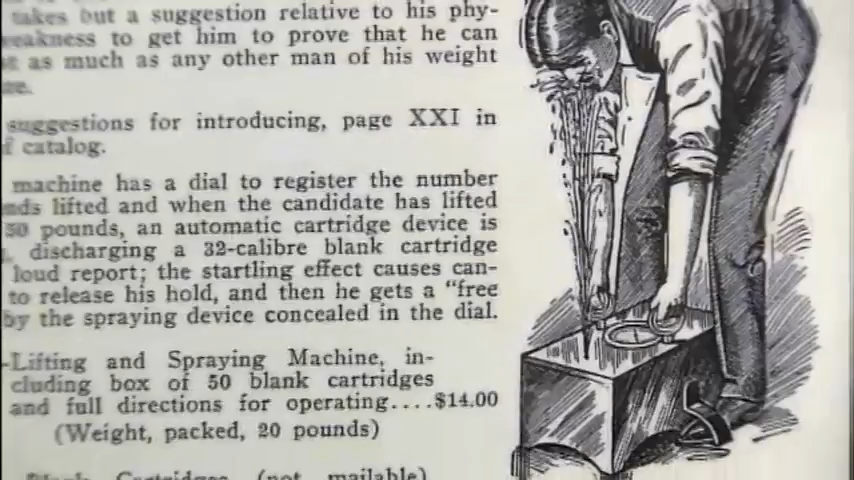 takes but a suggestion relative to his phy-
weakness to get him to prove that he can
as much as any other man of his weight
suggestions for introducing, page XXI in
catalog.
machine has a dial to register the number
lifted and when the candidate has lifted
50 pounds, an automatic cartridge device is
discharging a 32-calibre blank cartridge
loud report; the startling effect causes can-
to release his hold, and then he gets a "free
by the spraying device concealed in the dial.
-Lifting and Spraying Machine, in-
cluding box of 50 blank cartridges
and full directions for operating....$14.00
(Weight, packed, 20 pounds)
Blank Cartridges (not mailable)